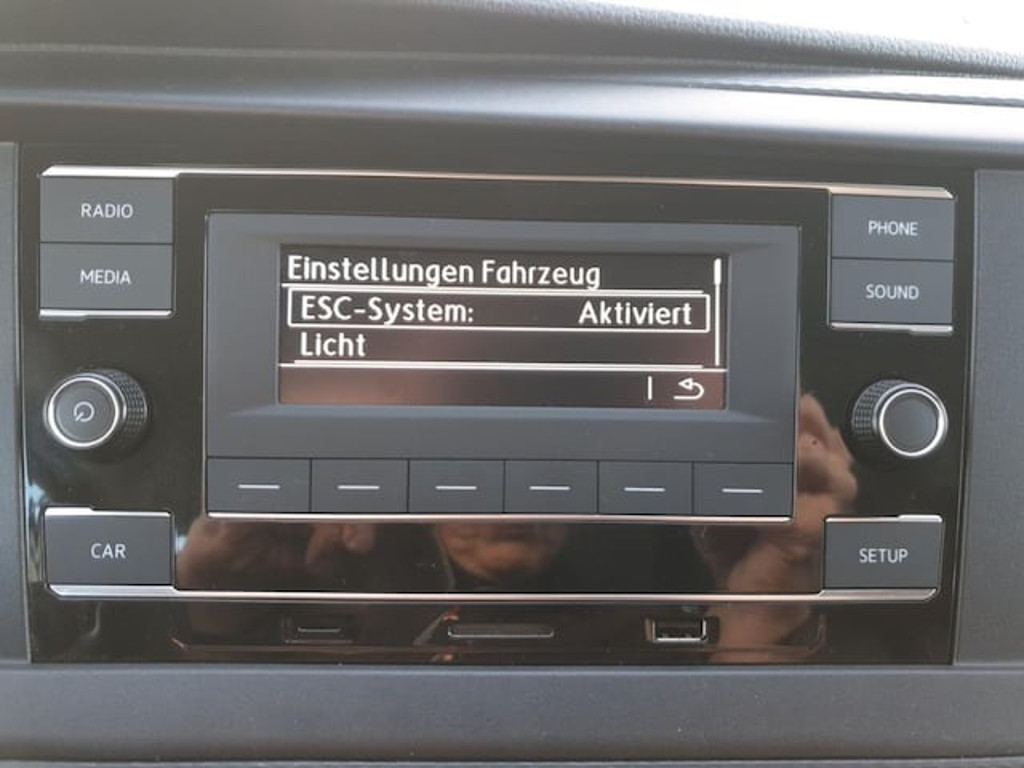 RADIO
MEDIA
PHONE
SOUND
Einstellungen Fahrzeug
ESC-System: Aktiviert
Licht
CAR
SETUP